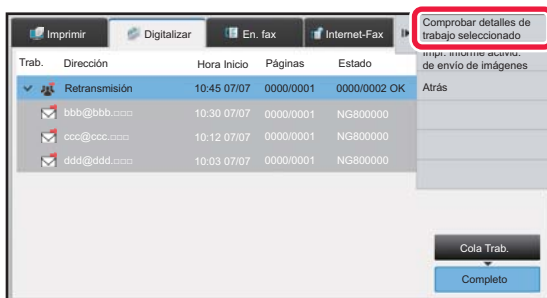 Imprimir Digitalizar En. fax Internet-Fax
Comprobar detalles de
trabajo seleccionado
Impr. informe activid.
de envío de imágenes
Atrás
Trab. Dirección Hora Inicio Páginas Estado
Retransmisión 10:45 07/07 0000/0001 0000/0002 OK
bbb@bbb.□□□ 10:30 07/07 0000/0001 NG800000
ccc@ccc.□□□ 10:12 07/07 0000/0001 NG800000
ddd@ddd.□□□ 10:03 07/07 0000/0001 NG800000
Cola Trab.
Completo